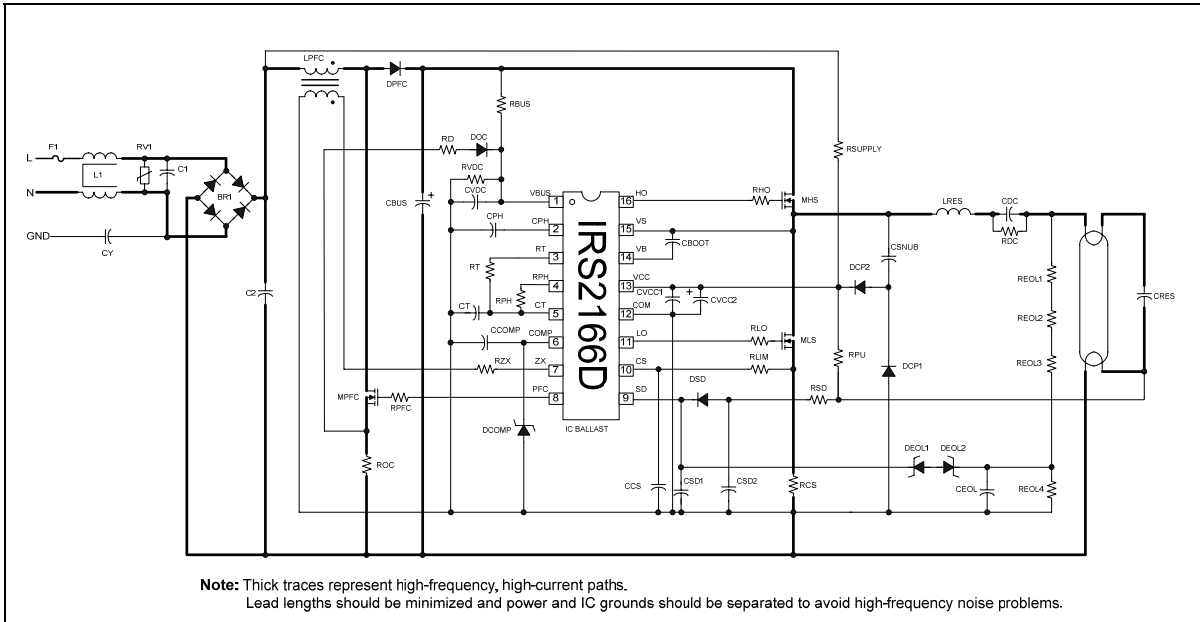 LPFC
DPFC
RBUS
RD
DOC
RSUPPLY
F1
RV1
L
L1
C1
RVDC
BR1
N
CVDC
VBUS
1
16
HO
RHO
MHS
LRES
CDC
CBUS
+
GND
CY
CPH
CPH
2
15
VS
RDC
CBOOT
CSNUB
RT
3
14
VB
DCP2
RT
REOL1
RPH
4
13
VCC
C2
RPH
CVCC1
+
CVCC2
CRES
CT
CT
5
12
COM
REOL2
CCOMP
COMP
6
11
LO
RLO
MLS
IRS2166D
RZX
ZX
7
10
CS
RLIM
RPU
DCP1
REOL3
MPFC
RPFC
PFC
8
9
SD
DSD
RSD
IC BALLAST
DCOMP
DEOL1
DEOL2
ROC
CCS
CSD1
CSD2
RCS
CEOL
REOL4
Note: Thick traces represent high-frequency, high-current paths.
Lead lengths should be minimized and power and IC grounds should be separated to avoid high-frequency noise problems.